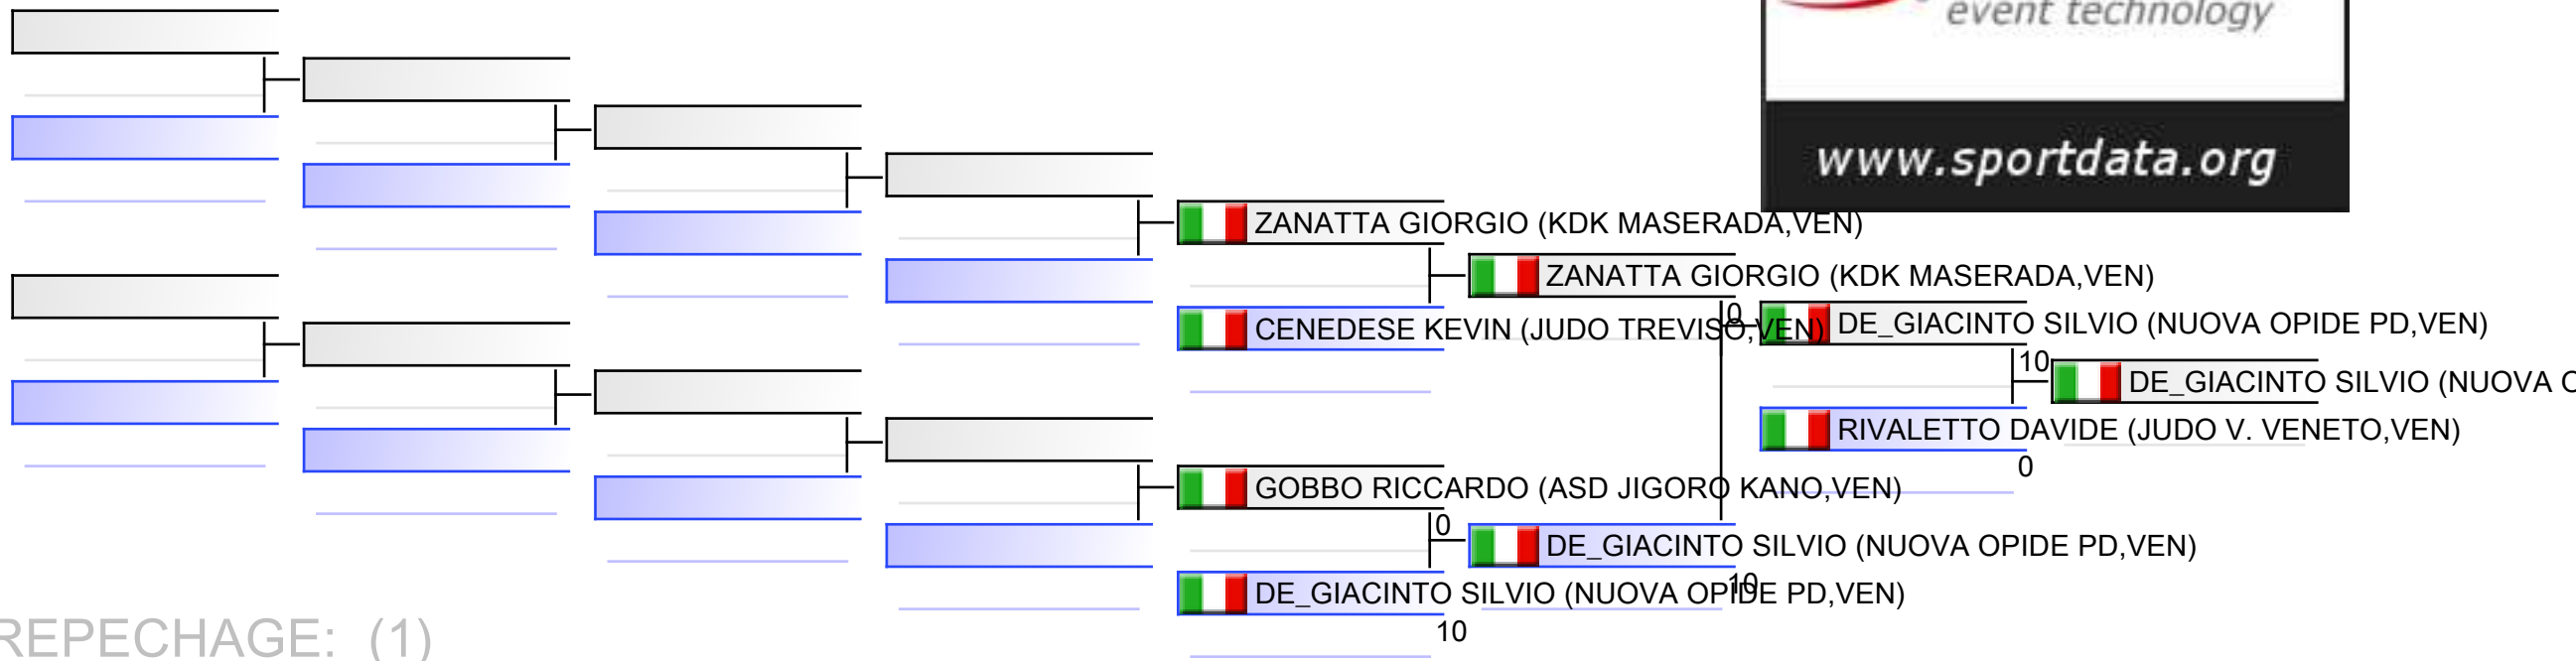 event technology
www.sportdata.org
ZANATTA GIORGIO (KDK MASERADA,VEN)
ZANATTA GIORGIO (KDK MASERADA,VEN)
0
DE_GIACINTO SILVIO (NUOVA OPIDE PD,VEN)
CENEDESE KEVIN (JUDO TREVISO,VEN)
10
DE_GIACINTO SILVIO (NUOVA
RIVALETTO DAVIDE (JUDO V. VENETO,VEN)
0
GOBBO RICCARDO (ASD JIGORO KANO,VEN)
0
DE_GIACINTO SILVIO (NUOVA OPIDE PD,VEN)
10
DE_GIACINTO SILVIO (NUOVA OPIDE PD,VEN)
10
REPECHAGE: (1)